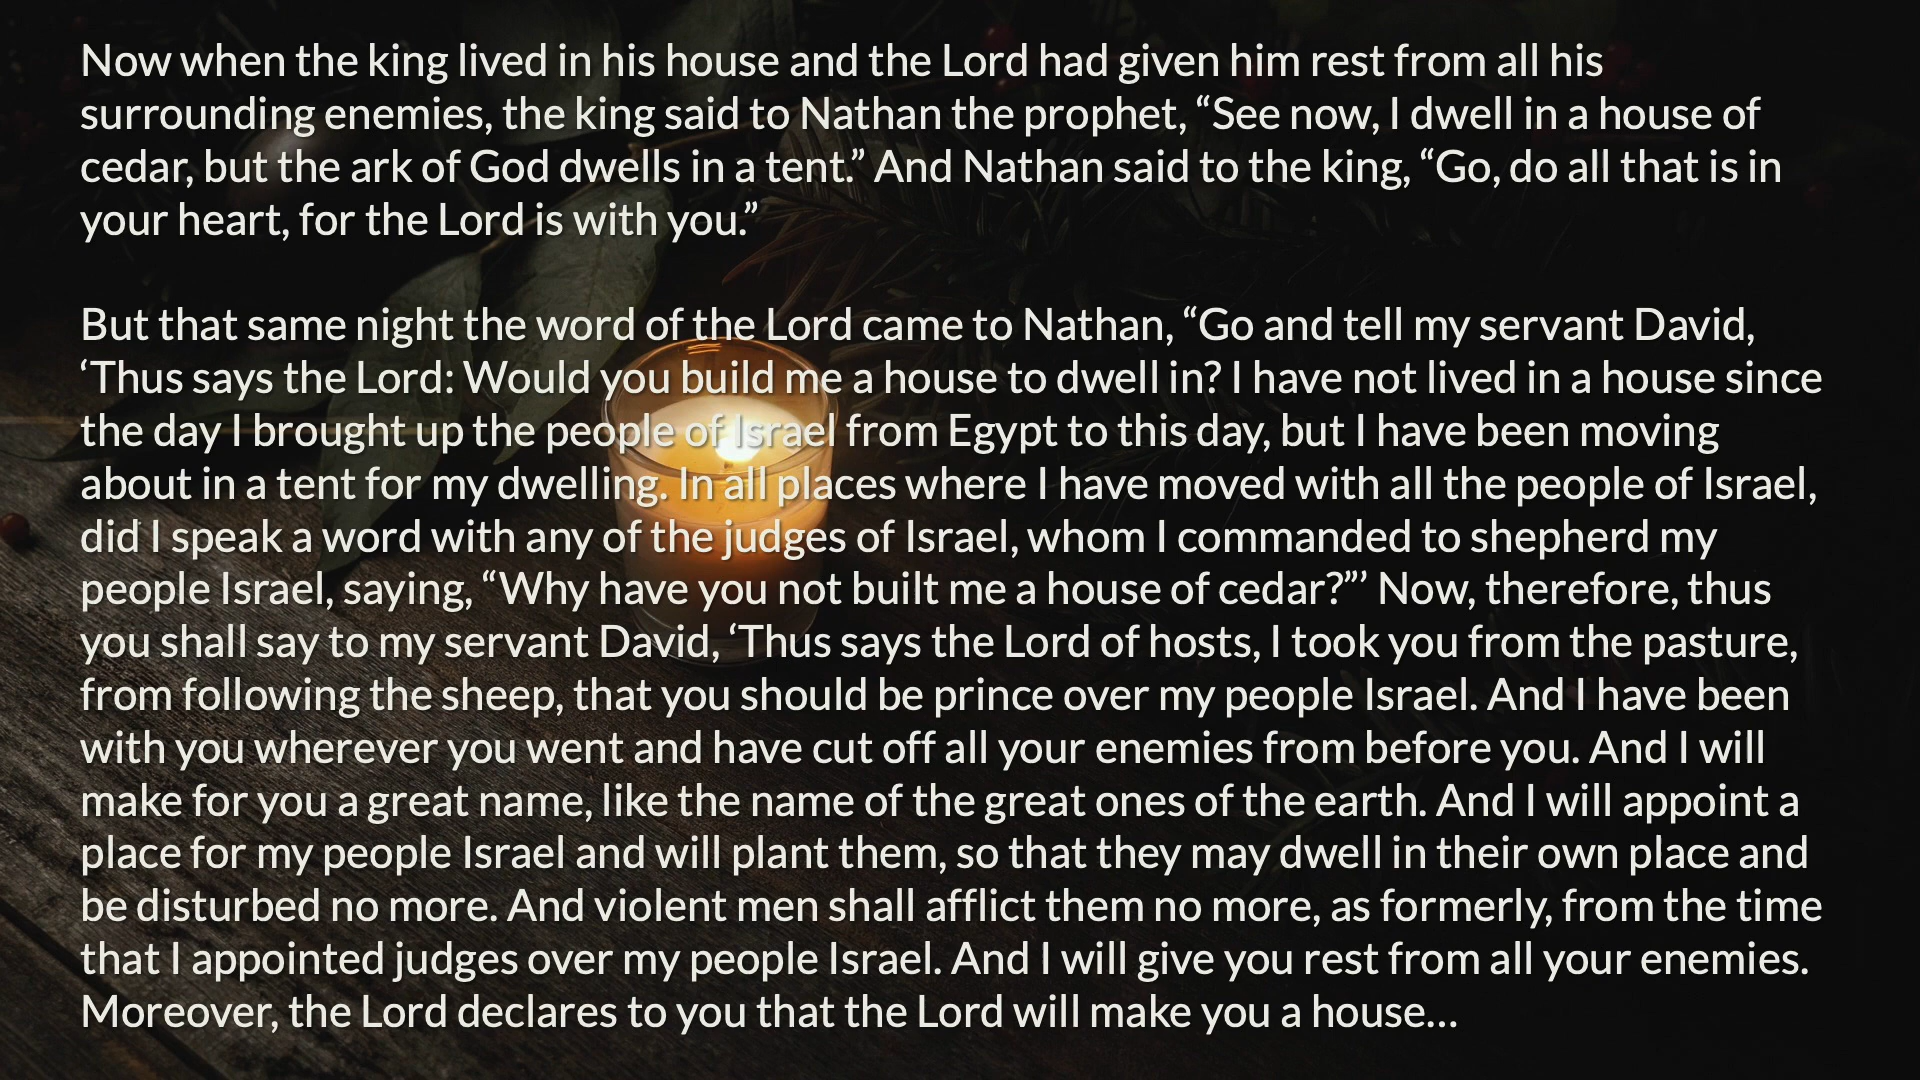 Now when the king lived in his house and the Lord had given him rest from all his
surrounding enemies, the king said to Nathan the prophet, “See now, I dwell in a house of
cedar, but the ark of God dwells in a tent.” And Nathan said to the king, “Go, do all that is in
your heart, for the Lord is with you.”
But that same night the word of the Lord came to Nathan, “Go and tell my servant David,
‘Thus says the Lord: Would you build me a house to dwell in? I have not lived in a house since
the day I brought up the people of Israel from Egypt to this day, but I have been moving
about in a tent for my dwelling. In all places where I have moved with all the people of Israel,
did I speak a word with any of the judges of Israel, whom I commanded to shepherd my
people Israel, saying, “Why have you not built me a house of cedar?”’ Now, therefore, thus
you shall say to my servant David, ‘Thus says the Lord of hosts, I took you from the pasture,
from following the sheep, that you should be prince over my people Israel. And I have been
with you wherever you went and have cut off all your enemies from before you. And I will
make for you a great name, like the name of the great ones of the earth. And I will appoint a
place for my people Israel and will plant them, so that they may dwell in their own place and
be disturbed no more. And violent men shall afflict them no more, as formerly, from the time
that I appointed judges over my people Israel. And I will give you rest from all your enemies.
Moreover, the Lord declares to you that the Lord will make you a house…